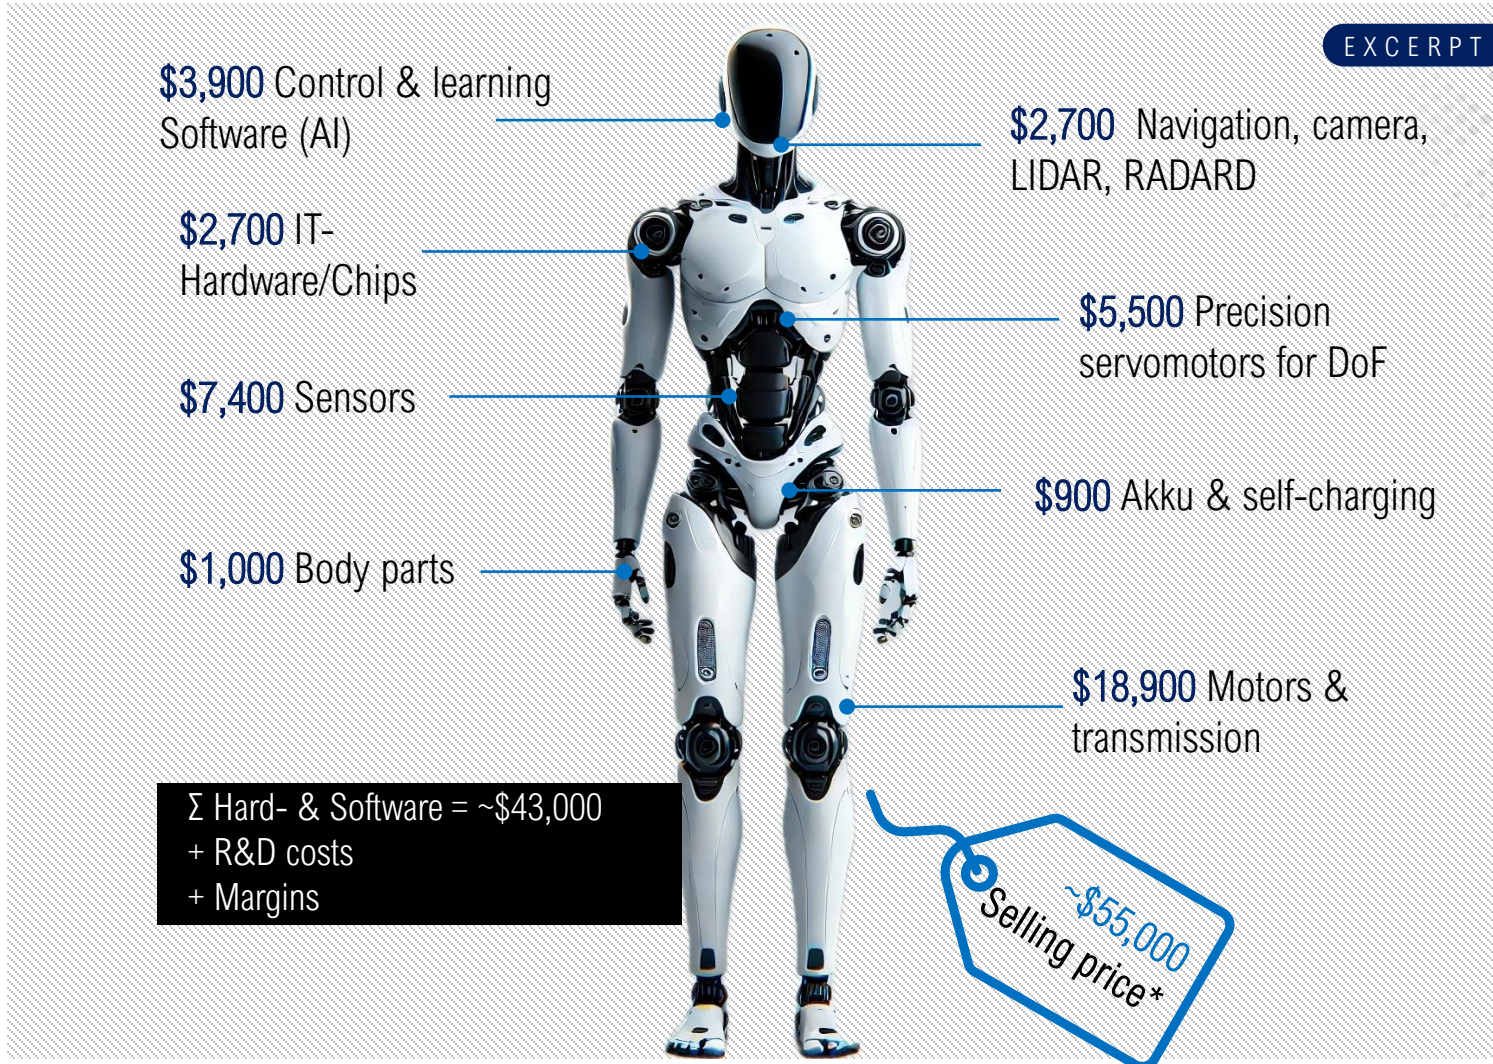 EXCERPT
$3,900 Control & learning
Software (AI)
$2,700 Navigation, camera,
LIDAR, RADARD
$2,700 IT-
Hardware/Chips
$5,500 Precision
servomotors for DoF
$7,400 Sensors
$900 Akku & self-charging
$1,000 Body parts
$18,900 Motors &
transmission
Σ Hard- & Software = ~$43,000
+ R&D costs
+ Margins
~$55,000
Selling price*